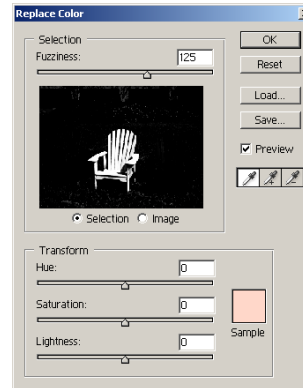 Replace Color
Selection
Fuzziness: 125
OK
Reset
Load...
Save...
Preview
Selection Image
Transform
Hue: 0
Saturation: 0
Lightness: 0
Sample